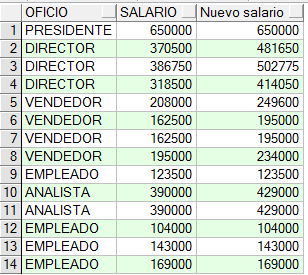 OFICIO SALARIO Nuevo salario
1 PRESIDENTE 650000 650000
2 DIRECTOR 370500 481650
3 DIRECTOR 386750 502775
4 DIRECTOR 318500 414050
5 VENDEDOR 208000 249600
6 VENDEDOR 162500 195000
7 VENDEDOR 162500 195000
8 VENDEDOR 195000 234000
9 EMPLEADO 123500 123500
10 ANALISTA 390000 429000
11 ANALISTA 390000 429000
12 EMPLEADO 104000 104000
13 EMPLEADO 143000 143000
14 EMPLEADO 169000 169000